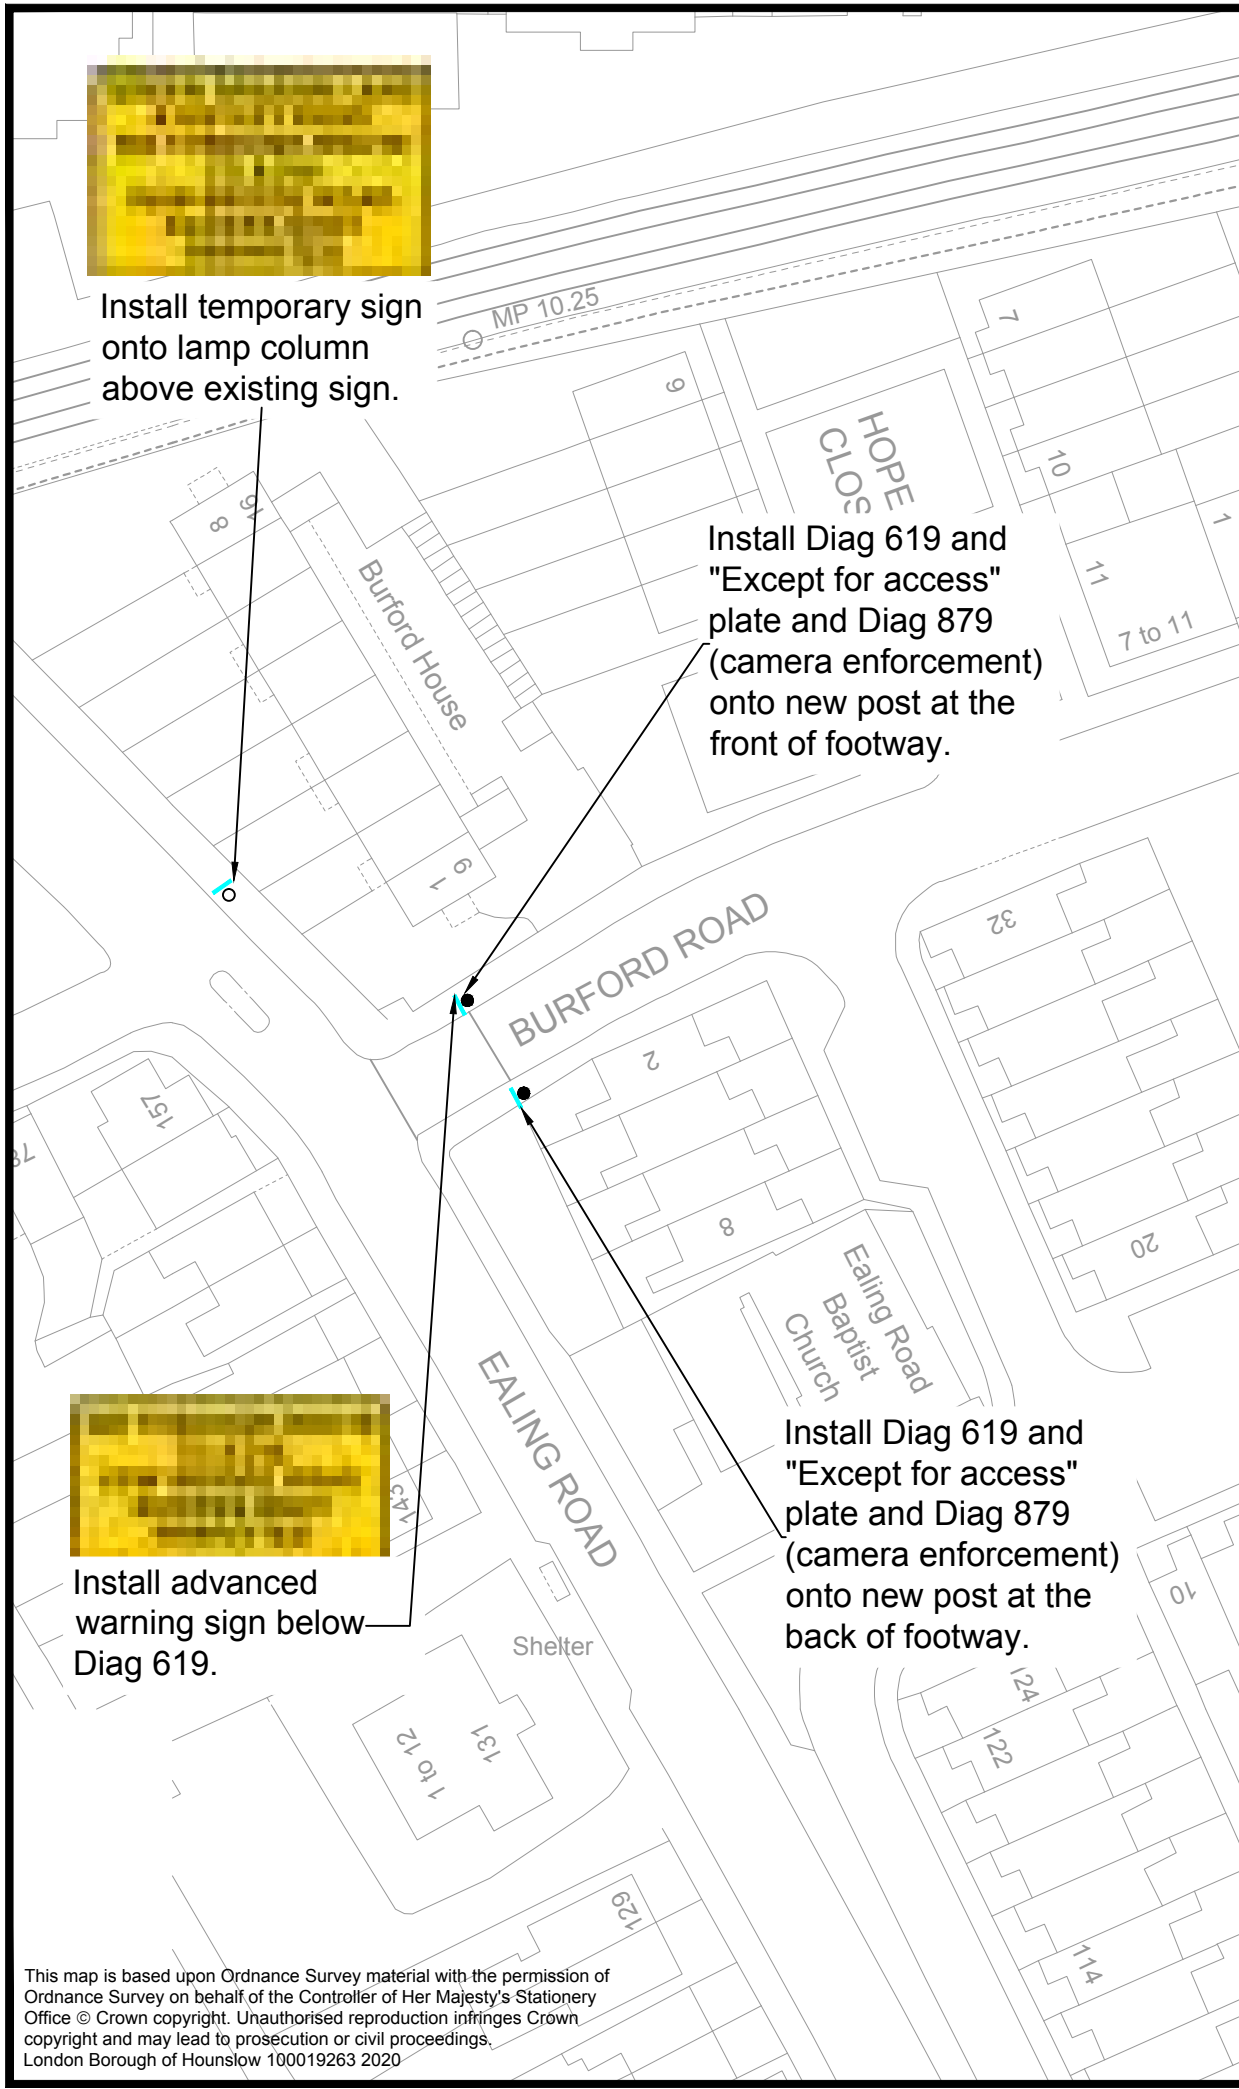 Install temporary sign
onto lamp column
above existing sign.
MP 10.25
9
7
HOPE
CLOS
10
1
11
7 to 11
16
8
Burford House
Install Diag 619 and
"Except for access"
plate and Diag 879
(camera enforcement)
onto new post at the
front of footway.
9
1
32
BURFORD ROAD
2
157
78
8
20
Ealing Road
Baptist
Church
EALING ROAD
143
Install advanced
warning sign below
Diag 619.
Install Diag 619 and
"Except for access"
plate and Diag 879
(camera enforcement)
onto new post at the
back of footway.
10
Shelter
124
122
131
1 to 12
129
114
This map is based upon Ordnance Survey material with the permission of
Ordnance Survey on behalf of the Controller of Her Majesty's Stationery
Office © Crown copyright. Unauthorised reproduction infringes Crown
copyright and may lead to prosecution or civil proceedings.
London Borough of Hounslow 100019263 2020